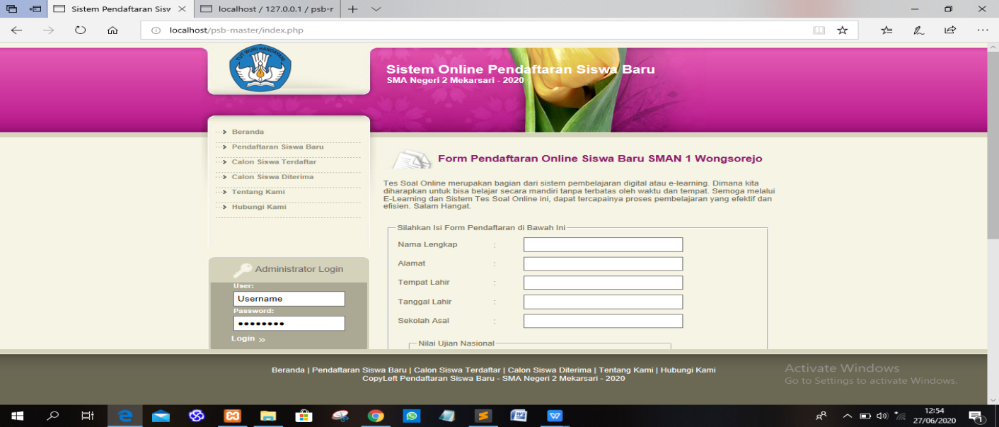 Sistem Pendaftaran Sisw
localhost / 127.0.0.1 / psb-r
localhost/psb-master/index.php
TUT WURI HANDAYANI
Sistem Online Pendaftaran Siswa Baru
SMA Negeri 2 Mekarsari - 2020
Beranda
Pendaftaran Siswa Baru
Calon Siswa Terdaftar
Calon Siswa Diterima
Tentang Kami
Hubungi Kami
Administrator Login
User:
Username
Password:
Login »
Form Pendaftaran Online Siswa Baru SMAN 1 Wongsorejo
Tes Soal Online merupakan bagian dari sistem pembelajaran digital atau e-learning. Dimana kita
diharapkan untuk bisa belajar secara mandiri tanpa terbatas oleh waktu dan tempat. Semoga melalui
E-Learning dan Sistem Tes Soal Online ini, dapat tercapainya proses pembelajaran yang efektif dan
efisien. Salam Hangat.
Silahkan Isi Form Pendaftaran di Bawah Ini
Nama Lengkap :
Alamat :
Tempat Lahir :
Tanggal Lahir :
Sekolah Asal :
Nilai Ujian Nasional
Beranda | Pendaftaran Siswa Baru | Calon Siswa Terdaftar | Calon Siswa Diterima | Tentang Kami | Hubungi Kami
CopyLeft Pendaftaran Siswa Baru - SMA Negeri 2 Mekarsari - 2020
Activate Windows
Go to Settings to activate Windows.
12:54
27/06/2020
1